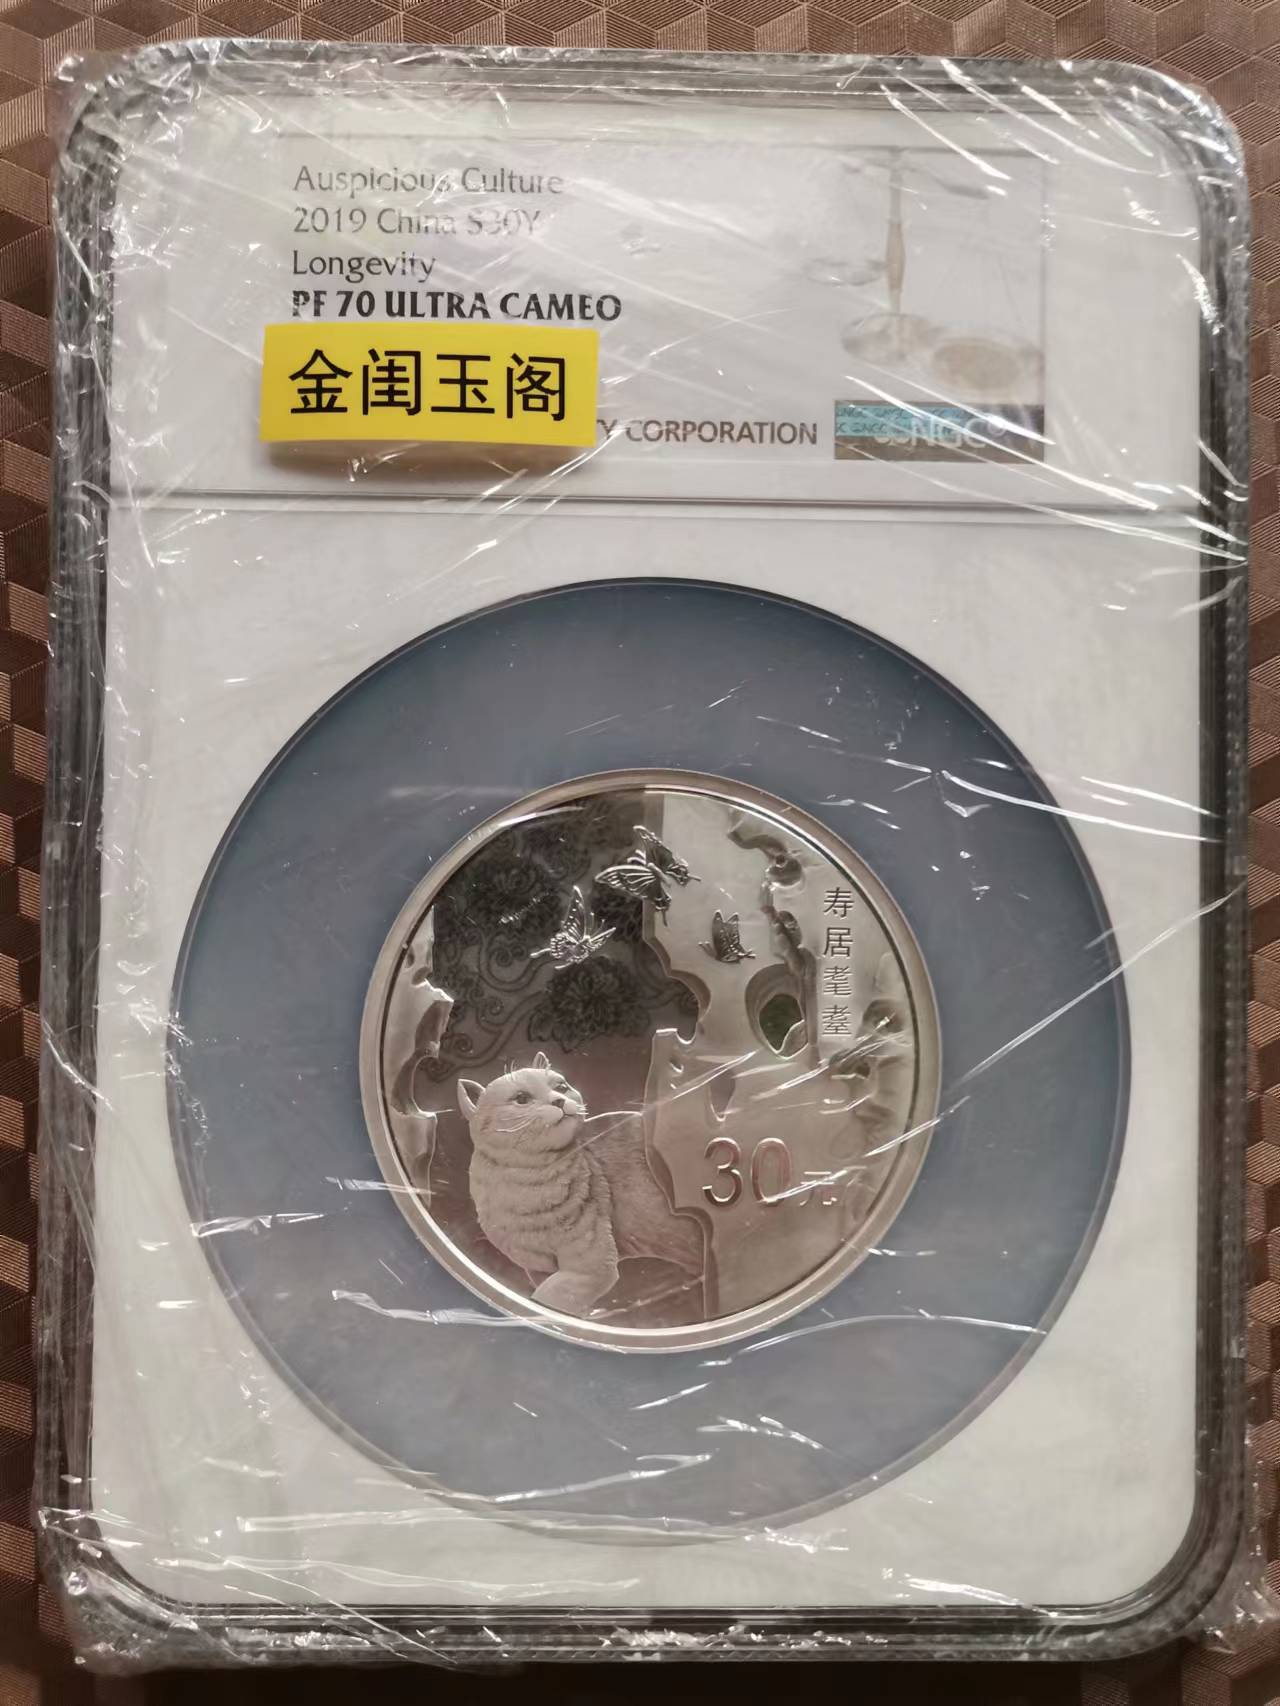 Auspicious Culture
2019 China S30Y
Longevity
PF 70 ULTRA CAMEO
金闺玉阁
TY CORPORATION
NGC
寿居耄耋
30元